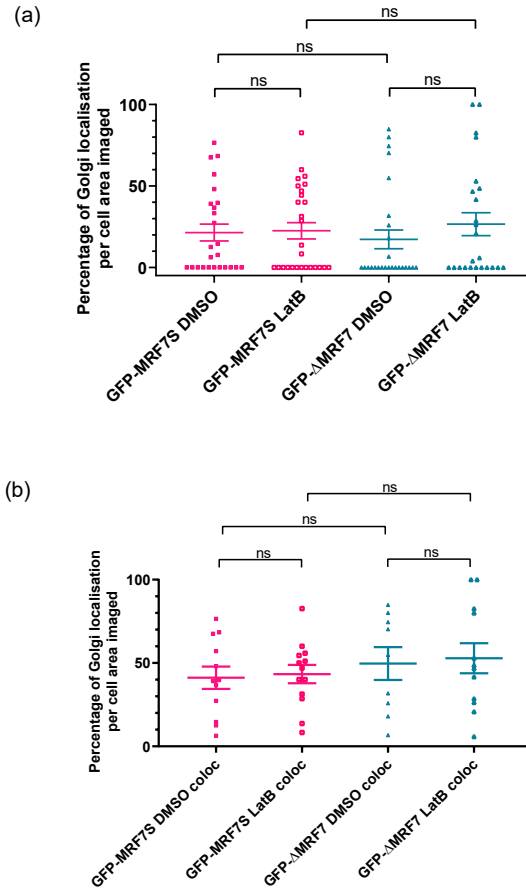 (a)
ns
ns
ns
ns
Percentage of Golgi localisation
per cell area imaged
100
50
0
GFP-MRF7S DMSO
GFP-MRF7S LatB
GFP-ΔMRF7 DMSO
GFP-ΔMRF7 LatB
(b)
ns
ns
ns
ns
Percentage of Golgi localisation
per cell area imaged
100
50
0
GFP-MRF7S DMSO coloc
GFP-MRF7S LatB coloc
GFP-ΔMRF7 DMSO coloc
GFP-ΔMRF7 LatB coloc